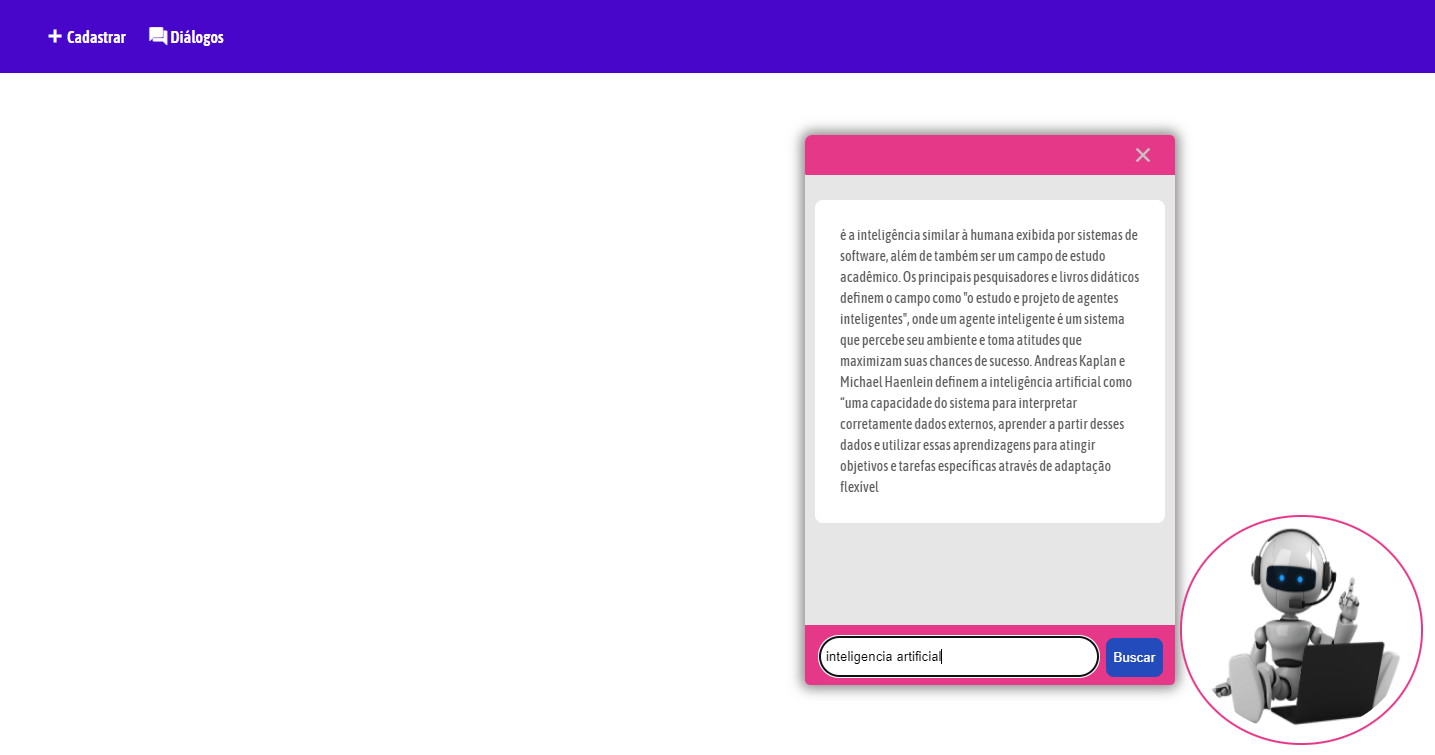 Cadastrar Diálogos
é a inteligência similar à humana exibida por sistemas de
software, além de também ser um campo de estudo
acadêmico. Os principais pesquisadores e livros didáticos
definem o campo como "o estudo e projeto de agentes
inteligentes", onde um agente inteligente é um sistema
que percebe seu ambiente e toma atitudes que
maximizam suas chances de sucesso. Andreas Kaplan e
Michael Haenlein definem a inteligência artificial como
“uma capacidade do sistema para interpretar
corretamente dados externos, aprender a partir desses
dados e utilizar essas aprendizagens para atingir
objetivos e tarefas específicas através de adaptação
flexível
inteligencia artificial Buscar